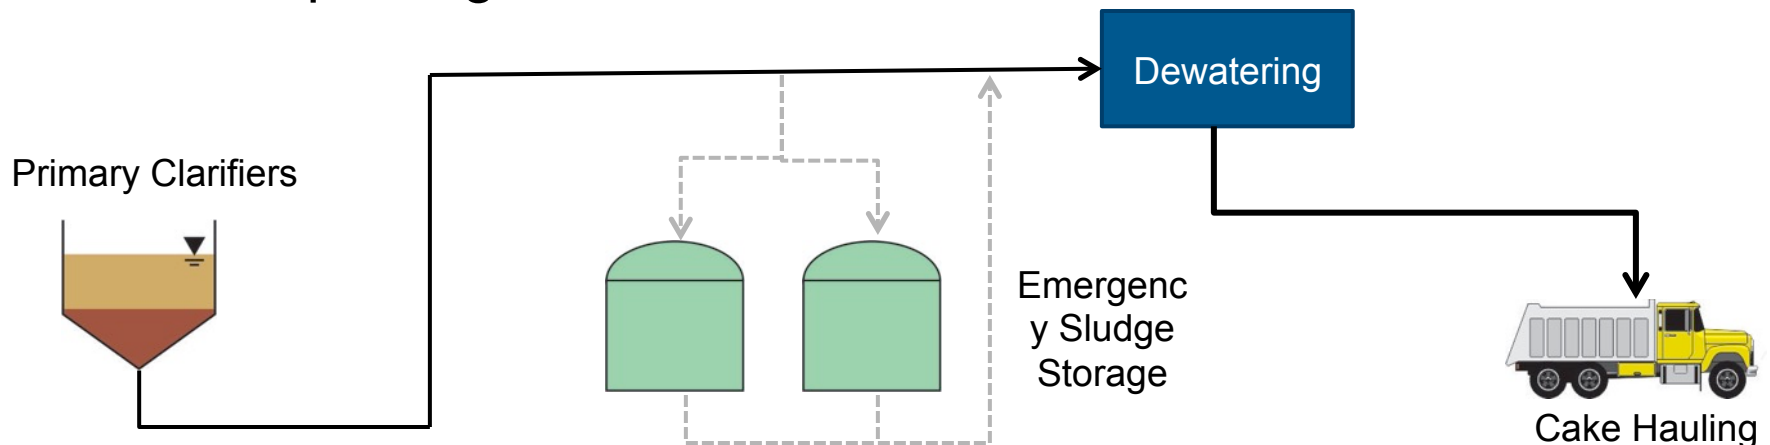 Dewatering
Primary Clarifiers
Emergenc
y Sludge
Storage
Cake Hauling